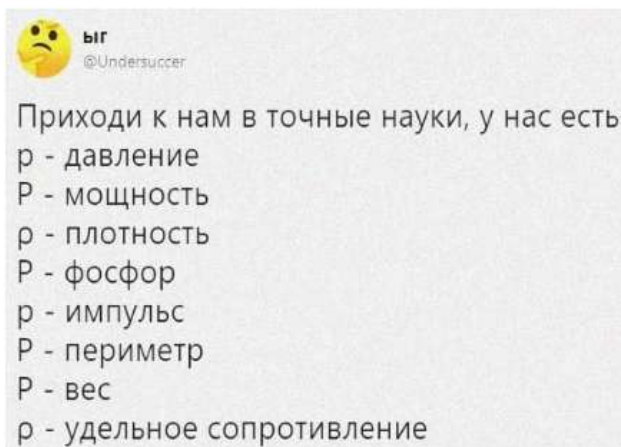 ыг
@Undersuccer
Приходи к нам в точные науки, у нас есть
p - давление
P - мощность
ρ - плотность
P - фосфор
p - импульс
P - периметр
P - вес
ρ - удельное сопротивление